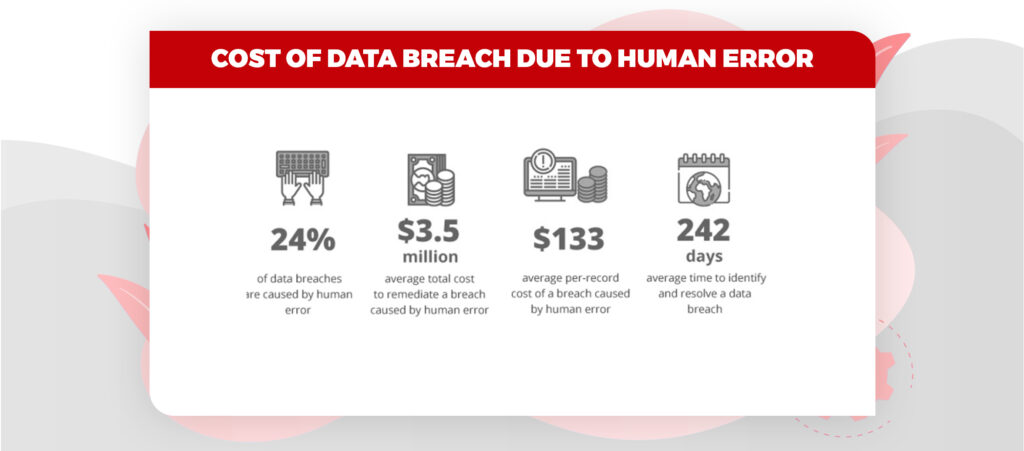 COST OF DATA BREACH DUE TO HUMAN ERROR
24%
of data breaches
are caused by human
error
$3.5
million
average total cost
to remediate a breach
caused by human error
$133
average per-record
cost of a breach caused
by human error
242
days
average time to identify
and resolve a data
breach